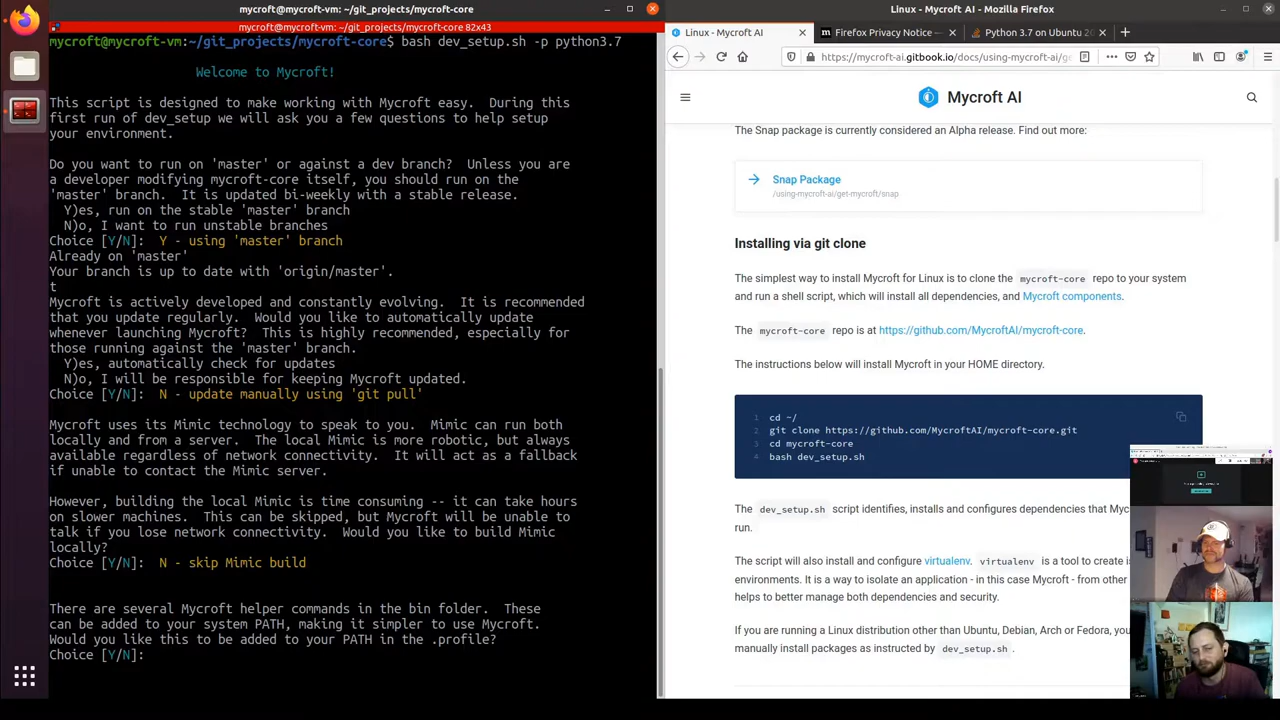 mycroft@mycroft-vm: ~/git_projects/mycroft-core
mycroft@mycroft-vm: ~/git_projects/mycroft-core 82x43
mycroft@mycroft-vm:~/git_projects/mycroft-core$ bash dev_setup.sh -p python3.7
Welcome to Mycroft!
This script is designed to make working with Mycroft easy.  During this
first run of dev_setup we will ask you a few questions to help setup
your environment.
Do you want to run on 'master' or against a dev branch?  Unless you are
a developer modifying mycroft-core itself, you should run on the
'master' branch.  It is updated bi-weekly with a stable release.
Y)es, run on the stable 'master' branch
N)o, I want to run unstable branches
Choice [Y/N]:  Y - using 'master' branch
Already on 'master'
Your branch is up to date with 'origin/master'.
t
Mycroft is actively developed and constantly evolving.  It is recommended
that you update regularly.  Would you like to automatically update
whenever launching Mycroft?  This is highly recommended, especially for
those running against the 'master' branch.
Y)es, automatically check for updates
N)o, I will be responsible for keeping Mycroft updated.
Choice [Y/N]:  N - update manually using 'git pull'
Mycroft uses its Mimic technology to speak to you.  Mimic can run both
locally and from a server.  The local Mimic is more robotic, but always
available regardless of network connectivity.  It will act as a fallback
if unable to contact the Mimic server.
However, building the local Mimic is time consuming -- it can take hours
on slower machines.  This can be skipped, but Mycroft will be unable to
talk if you lose network connectivity.  Would you like to build Mimic
locally?
Choice [Y/N]:  N - skip Mimic build
There are several Mycroft helper commands in the bin folder.  These
can be added to your system PATH, making it simpler to use Mycroft.
Would you like this to be added to your PATH in the .profile?
Choice [Y/N]:
Linux - Mycroft AI - Mozilla Firefox
Linux - Mycroft AI
Firefox Privacy Notice —
Python 3.7 on Ubuntu 20
https://mycroft-ai.gitbook.io/docs/using-mycroft-ai/ge
Mycroft AI
The Snap package is currently considered an Alpha release. Find out more:
Snap Package
/using-mycroft-ai/get-mycroft/snap
Installing via git clone
The simplest way to install Mycroft for Linux is to clone the mycroft-core repo to your system
and run a shell script, which will install all dependencies, and Mycroft components.
The mycroft-core repo is at https://github.com/MycroftAI/mycroft-core.
The instructions below will install Mycroft in your HOME directory.
1 cd ~/
2 git clone https://github.com/MycroftAI/mycroft-core.git
3 cd mycroft-core
4 bash dev_setup.sh
The dev_setup.sh script identifies, installs and configures dependencies that Myc
run.
The script will also install and configure virtualenv. virtualenv is a tool to create is
environments. It is a way to isolate an application - in this case Mycroft - from other
helps to better manage both dependencies and security.
If you are running a Linux distribution other than Ubuntu, Debian, Arch or Fedora, you
manually install packages as instructed by dev_setup.sh.